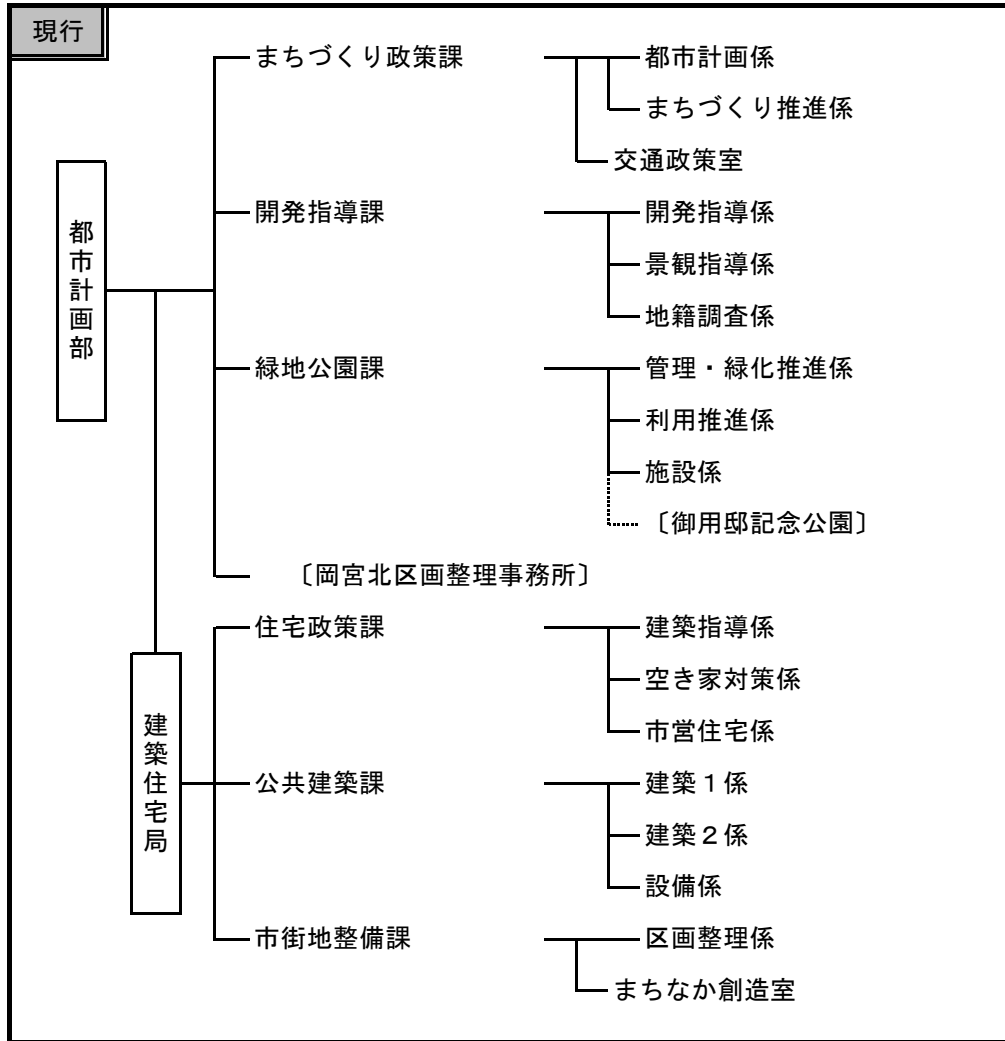 現行
まちづくり政策課 都市計画係
まちづくり推進係
交通政策室
都市計画部
開発指導課 開発指導係
景観指導係
地籍調査係
緑地公園課 管理・緑化推進係
利用推進係
施設係
〔御用邸記念公園〕
〔岡宮北区画整理事務所〕
建築住宅局
住宅政策課 建築指導係
空き家対策係
市営住宅係
公共建築課 建築１係
建築２係
設備係
市街地整備課 区画整理係
まちなか創造室